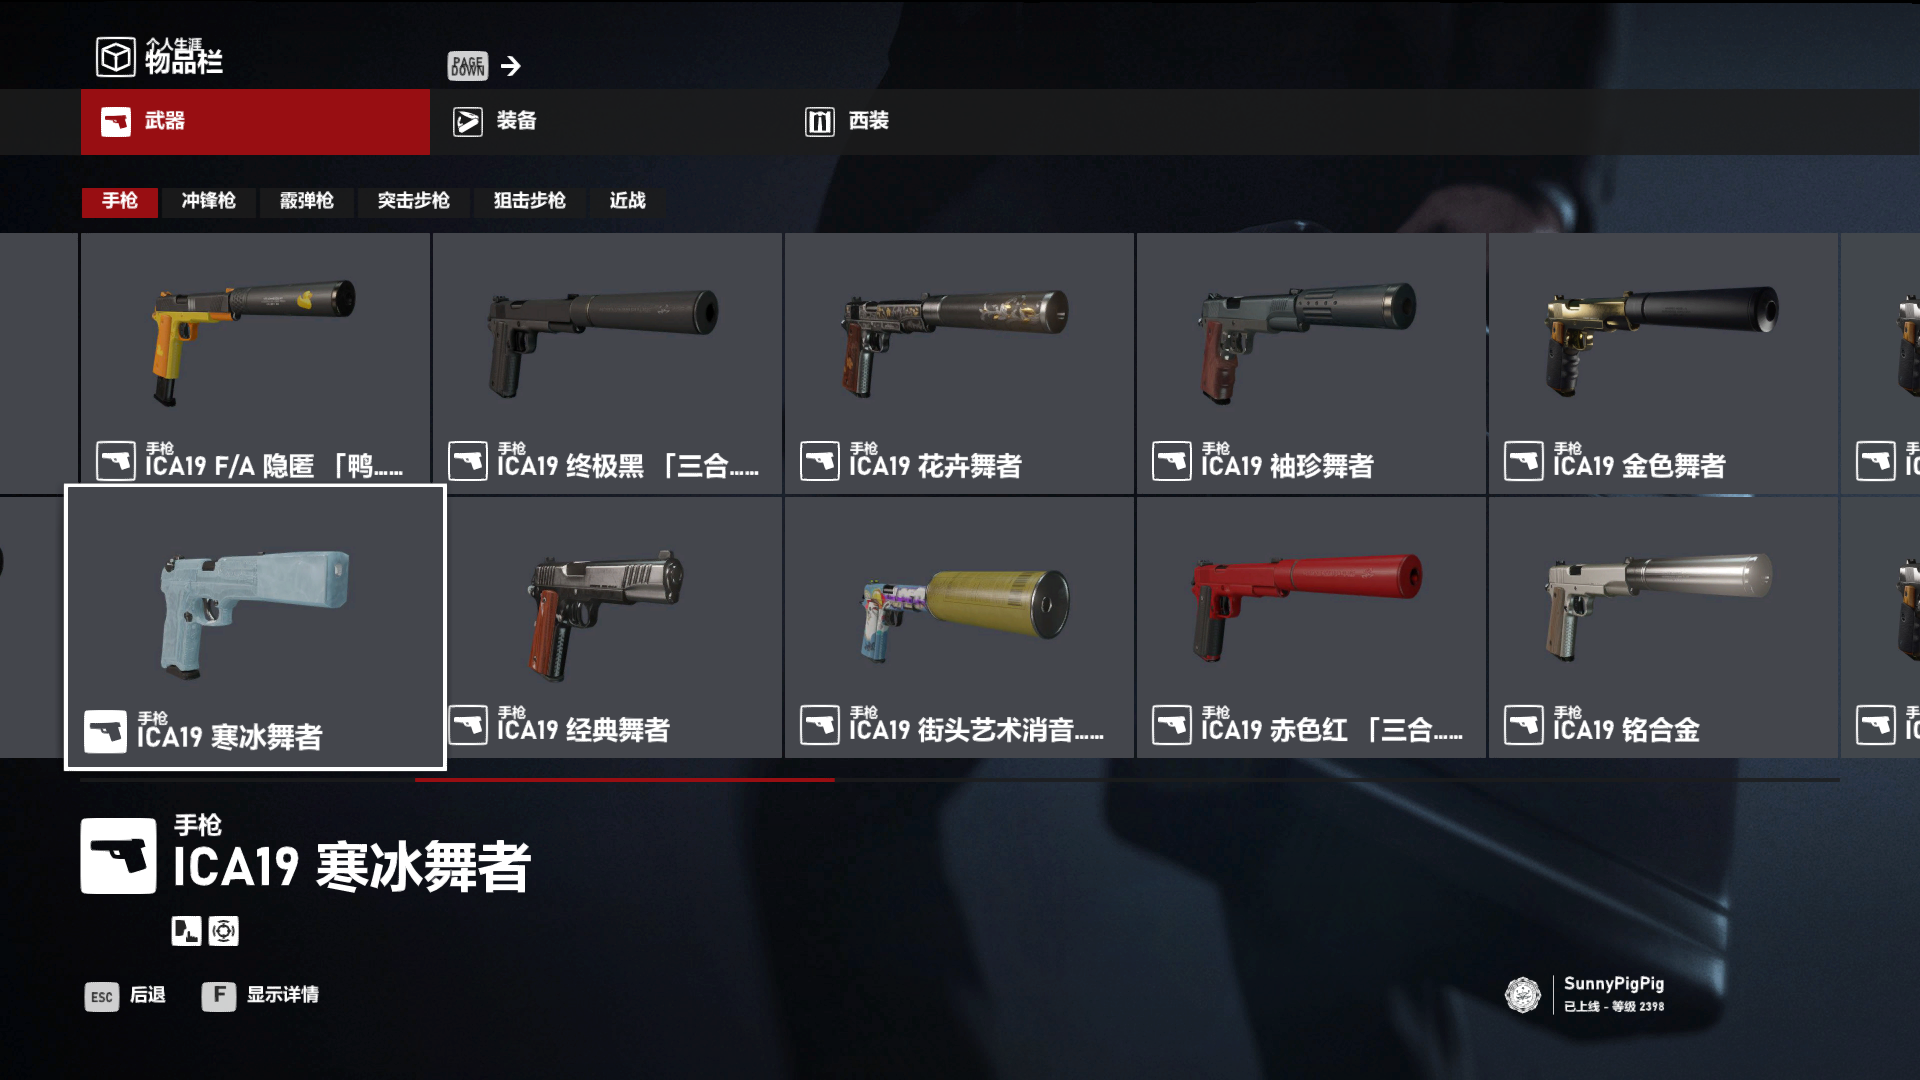 个人生涯
物品栏
PAGE DOWN
武器
装备
西装
手枪
冲锋枪
霰弹枪
突击步枪
狙击步枪
近战
手枪
ICA19 F/A 隐匿 「鸭……
手枪
ICA19 终极黑 「三合……
手枪
ICA19 花卉舞者
手枪
ICA19 袖珍舞者
手枪
ICA19 金色舞者
手枪
ICA19 寒冰舞者
手枪
ICA19 经典舞者
手枪
ICA19 街头艺术消音……
手枪
ICA19 赤色红 「三合……
手枪
ICA19 铭合金
手枪
ICA19 寒冰舞者
ESC 后退
F 显示详情
SunnyPigPig
已上线 - 等级 2398